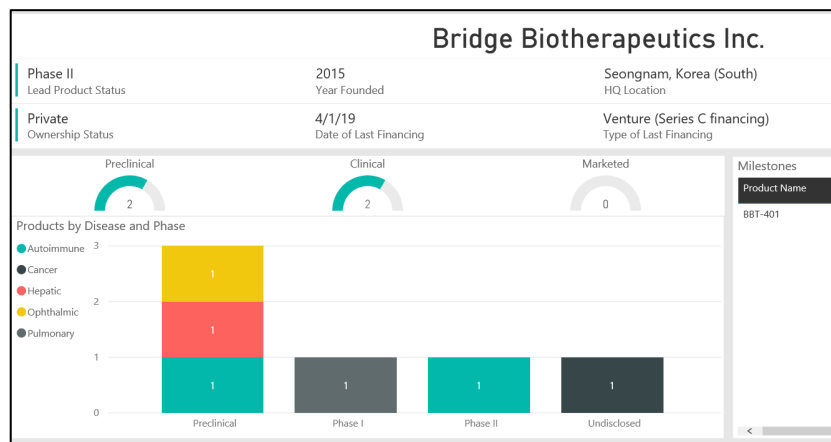 Bridge Biotherapeutics Inc.
Phase II
Lead Product Status
2015
Year Founded
Seongnam, Korea (South)
HQ Location
Private
Ownership Status
4/1/19
Date of Last Financing
Venture (Series C financing)
Type of Last Financing
Preclinical
2
Clinical
2
Marketed
0
Milestones
Product Name
BBT-401
Products by Disease and Phase
Autoimmune
Cancer
Hepatic
Ophthalmic
Pulmonary
3
2
1
0
1
1
1
1
1
1
Preclinical
Phase I
Phase II
Undisclosed